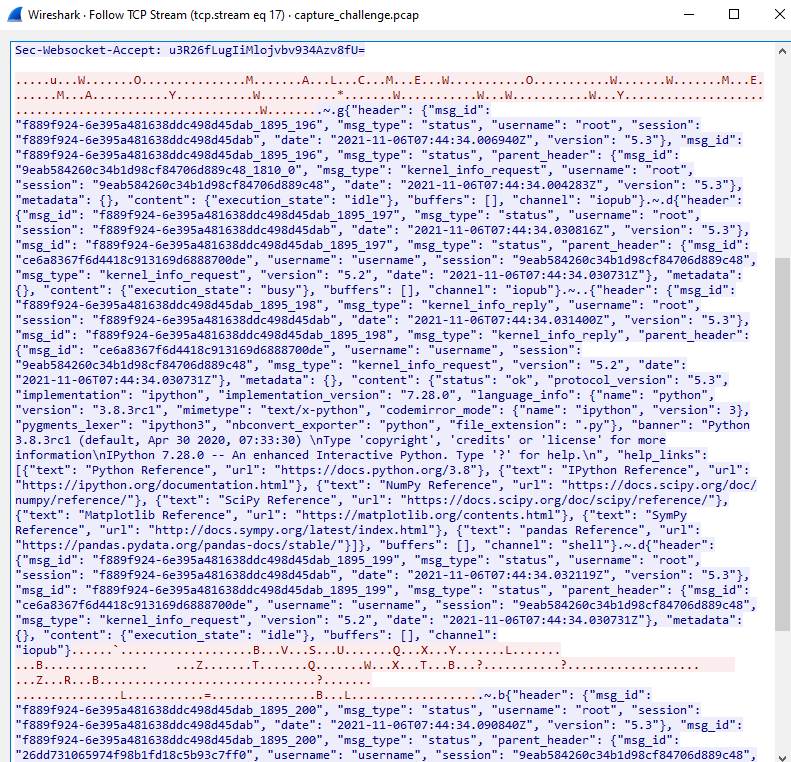 Wireshark · Follow TCP Stream (tcp.stream eq 17) · capture_challenge.pcap
Sec-Websocket-Accept: u3R26fLugIiMlojvbv934Azv8fU=
.....u...W.......O...............M.......A...L...C...M...E...W...........O...........W.......W.......M...E.
......M...A...........Y...........W...........*.......W...........W...W...........W...Y....................
...................................W........~.g{"header": {"msg_id":
"f889f924-6e395a481638ddc498d45dab_1895_196", "msg_type": "status", "username": "root", "session":
"f889f924-6e395a481638ddc498d45dab", "date": "2021-11-06T07:44:34.006940Z", "version": "5.3"}, "msg_id":
"f889f924-6e395a481638ddc498d45dab_1895_196", "msg_type": "status", "parent_header": {"msg_id":
"9eab584260c34b1d98cf84706d889c48_1810_0", "msg_type": "kernel_info_request", "username": "root",
"session": "9eab584260c34b1d98cf84706d889c48", "date": "2021-11-06T07:44:34.004283Z", "version": "5.3"},
"metadata": {}, "content": {"execution_state": "idle"}, "buffers": [], "channel": "iopub"}.~.d{"header":
{"msg_id": "f889f924-6e395a481638ddc498d45dab_1895_197", "msg_type": "status", "username": "root",
"session": "f889f924-6e395a481638ddc498d45dab", "date": "2021-11-06T07:44:34.030816Z", "version": "5.3"},
"msg_id": "f889f924-6e395a481638ddc498d45dab_1895_197", "msg_type": "status", "parent_header": {"msg_id":
"ce6a8367f6d4418c913169d6888700de", "username": "username", "session": "9eab584260c34b1d98cf84706d889c48",
"msg_type": "kernel_info_request", "version": "5.2", "date": "2021-11-06T07:44:34.030731Z"}, "metadata":
{}, "content": {"execution_state": "busy"}, "buffers": [], "channel": "iopub"}.~..{"header": {"msg_id":
"f889f924-6e395a481638ddc498d45dab_1895_198", "msg_type": "kernel_info_reply", "username": "root",
"session": "f889f924-6e395a481638ddc498d45dab", "date": "2021-11-06T07:44:34.031400Z", "version": "5.3"},
"msg_id": "f889f924-6e395a481638ddc498d45dab_1895_198", "msg_type": "kernel_info_reply", "parent_header":
{"msg_id": "ce6a8367f6d4418c913169d6888700de", "username": "username", "session":
"9eab584260c34b1d98cf84706d889c48", "msg_type": "kernel_info_request", "version": "5.2", "date":
"2021-11-06T07:44:34.030731Z"}, "metadata": {}, "content": {"status": "ok", "protocol_version": "5.3",
"implementation": "ipython", "implementation_version": "7.28.0", "language_info": {"name": "python",
"version": "3.8.3rc1", "mimetype": "text/x-python", "codemirror_mode": {"name": "ipython", "version": 3},
"pygments_lexer": "ipython3", "nbconvert_exporter": "python", "file_extension": ".py"}, "banner": "Python
3.8.3rc1 (default, Apr 30 2020, 07:33:30) \nType 'copyright', 'credits' or 'license' for more
information\nIPython 7.28.0 -- An enhanced Interactive Python. Type '?' for help.\n", "help_links":
[{"text": "Python Reference", "url": "https://docs.python.org/3.8"}, {"text": "IPython Reference", "url":
"https://ipython.org/documentation.html"}, {"text": "NumPy Reference", "url": "https://docs.scipy.org/doc/
numpy/reference/"}, {"text": "SciPy Reference", "url": "https://docs.scipy.org/doc/scipy/reference/"},
{"text": "Matplotlib Reference", "url": "https://matplotlib.org/contents.html"}, {"text": "SymPy
Reference", "url": "http://docs.sympy.org/latest/index.html"}, {"text": "pandas Reference", "url":
"https://pandas.pydata.org/pandas-docs/stable/"}]}, "buffers": [], "channel": "shell"}.~.d{"header":
{"msg_id": "f889f924-6e395a481638ddc498d45dab_1895_199", "msg_type": "status", "username": "root",
"session": "f889f924-6e395a481638ddc498d45dab", "date": "2021-11-06T07:44:34.032119Z", "version": "5.3"},
"msg_id": "f889f924-6e395a481638ddc498d45dab_1895_199", "msg_type": "status", "parent_header": {"msg_id":
"ce6a8367f6d4418c913169d6888700de", "username": "username", "session": "9eab584260c34b1d98cf84706d889c48",
"msg_type": "kernel_info_request", "version": "5.2", "date": "2021-11-06T07:44:34.030731Z"}, "metadata":
{}, "content": {"execution_state": "idle"}, "buffers": [], "channel":
"iopub"}......`...................B...V...S...U.......Q...X...Y.......L.......
...B...............    ...Z.......T.......Q.......W...X...T...B...?...........?..................
...Z...R...B..............................?.......
...............L...........=...............B...L..................~.b{"header": {"msg_id":
"f889f924-6e395a481638ddc498d45dab_1895_200", "msg_type": "status", "username": "root", "session":
"f889f924-6e395a481638ddc498d45dab", "date": "2021-11-06T07:44:34.090840Z", "version": "5.3"}, "msg_id":
"f889f924-6e395a481638ddc498d45dab_1895_200", "msg_type": "status", "parent_header": {"msg_id":
"26dd731065974f98b1fd18c5b93c7ff0", "username": "username", "session": "9eab584260c34b1d98cf84706d889c48",